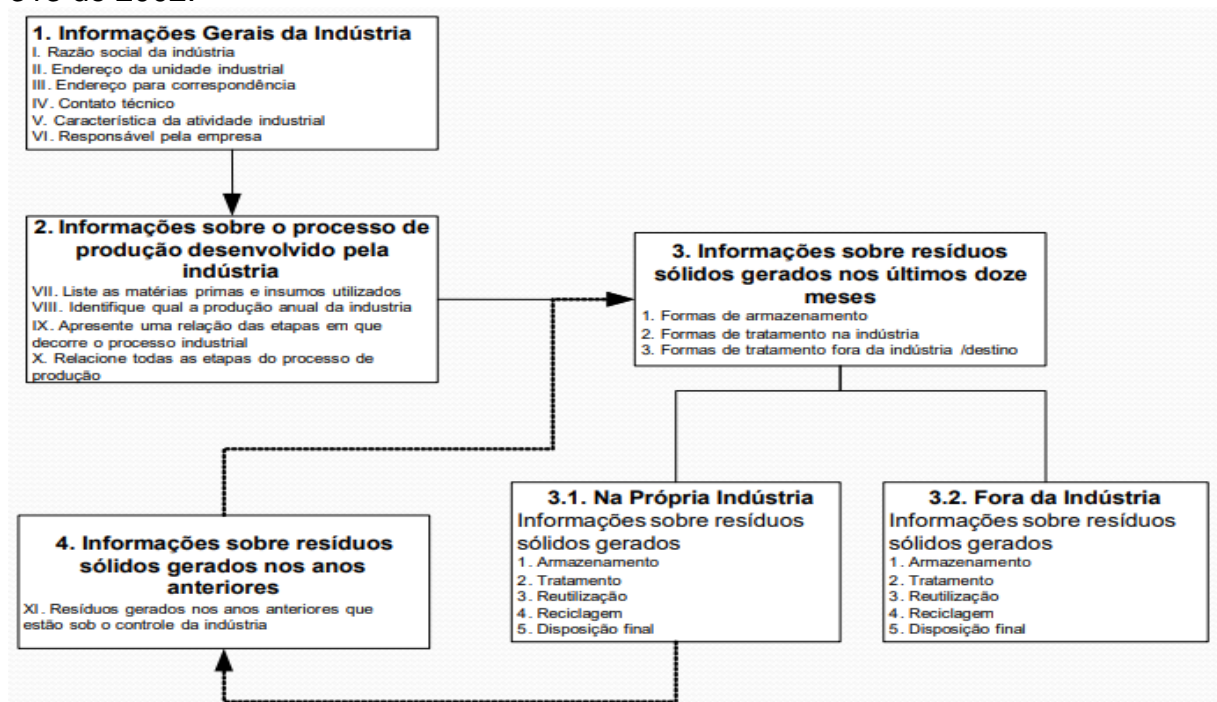 1. Informações Gerais da Indústria
I. Razão social da indústria
II. Endereço da unidade industrial
III. Endereço para correspondência
IV. Contato técnico
V. Característica da atividade industrial
VI. Responsável pela empresa
2. Informações sobre o processo de
produção desenvolvido pela
indústria
VII. Liste as matérias primas e insumos utilizados
VIII. Identifique qual a produção anual da industria
IX. Apresente uma relação das etapas em que
decorre o processo industrial
X. Relacione todas as etapas do processo de
produção
3. Informações sobre resíduos
sólidos gerados nos últimos doze
meses
1. Formas de armazenamento
2. Formas de tratamento na indústria
3. Formas de tratamento fora da indústria /destino
3.1. Na Própria Indústria
Informações sobre resíduos
sólidos gerados
1. Armazenamento
2. Tratamento
3. Reutilização
4. Reciclagem
5. Disposição final
3.2. Fora da Indústria
Informações sobre resíduos
sólidos gerados
1. Armazenamento
2. Tratamento
3. Reutilização
4. Reciclagem
5. Disposição final
4. Informações sobre resíduos
sólidos gerados nos anos
anteriores
XI. Resíduos gerados nos anos anteriores que
estão sob o controle da indústria